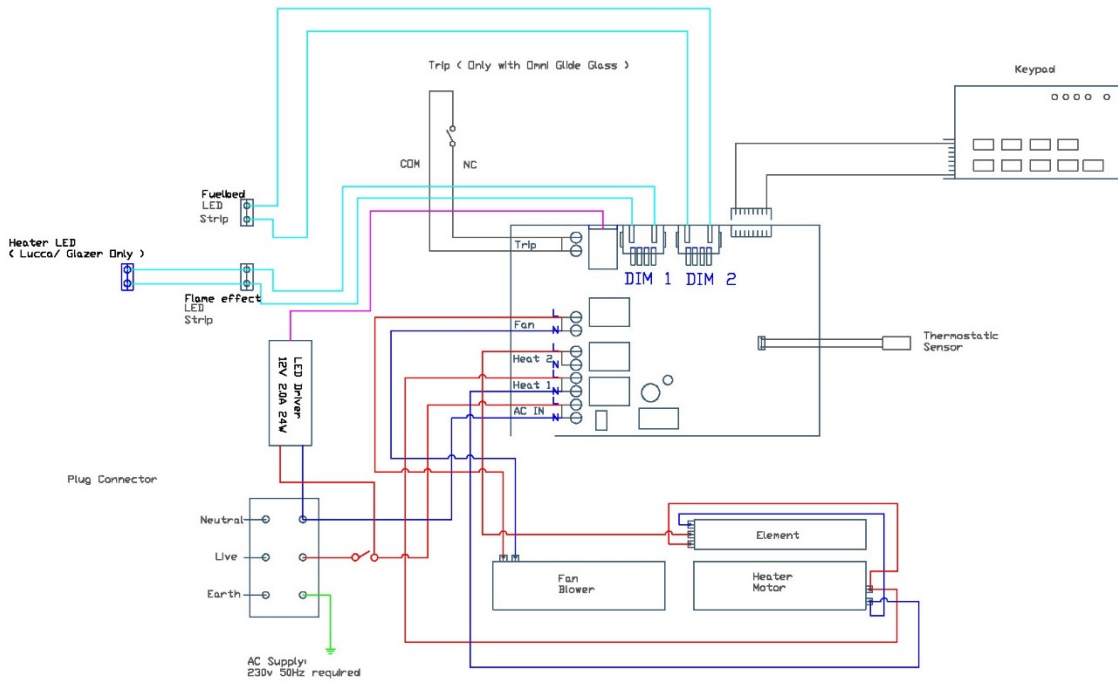 Trip ( Only with Omni Glide Glass )
Keypad
COM
NC
Fuelbed
LED
Strip
Heater LED
( Lucca/ Glazer Only )
Flame effect
LED
Strip
Trip
DIM 1
DIM 2
L
Fan
N
L
Heat 2
N
L
Heat 1
N
L
AC IN
N
Thermostatic
Sensor
LED Driver
12V 2.0A 24W
Plug Connector
Neutral
Live
Earth
Element
Fan
Blower
Heater
Motor
AC Supply:
230v 50Hz required